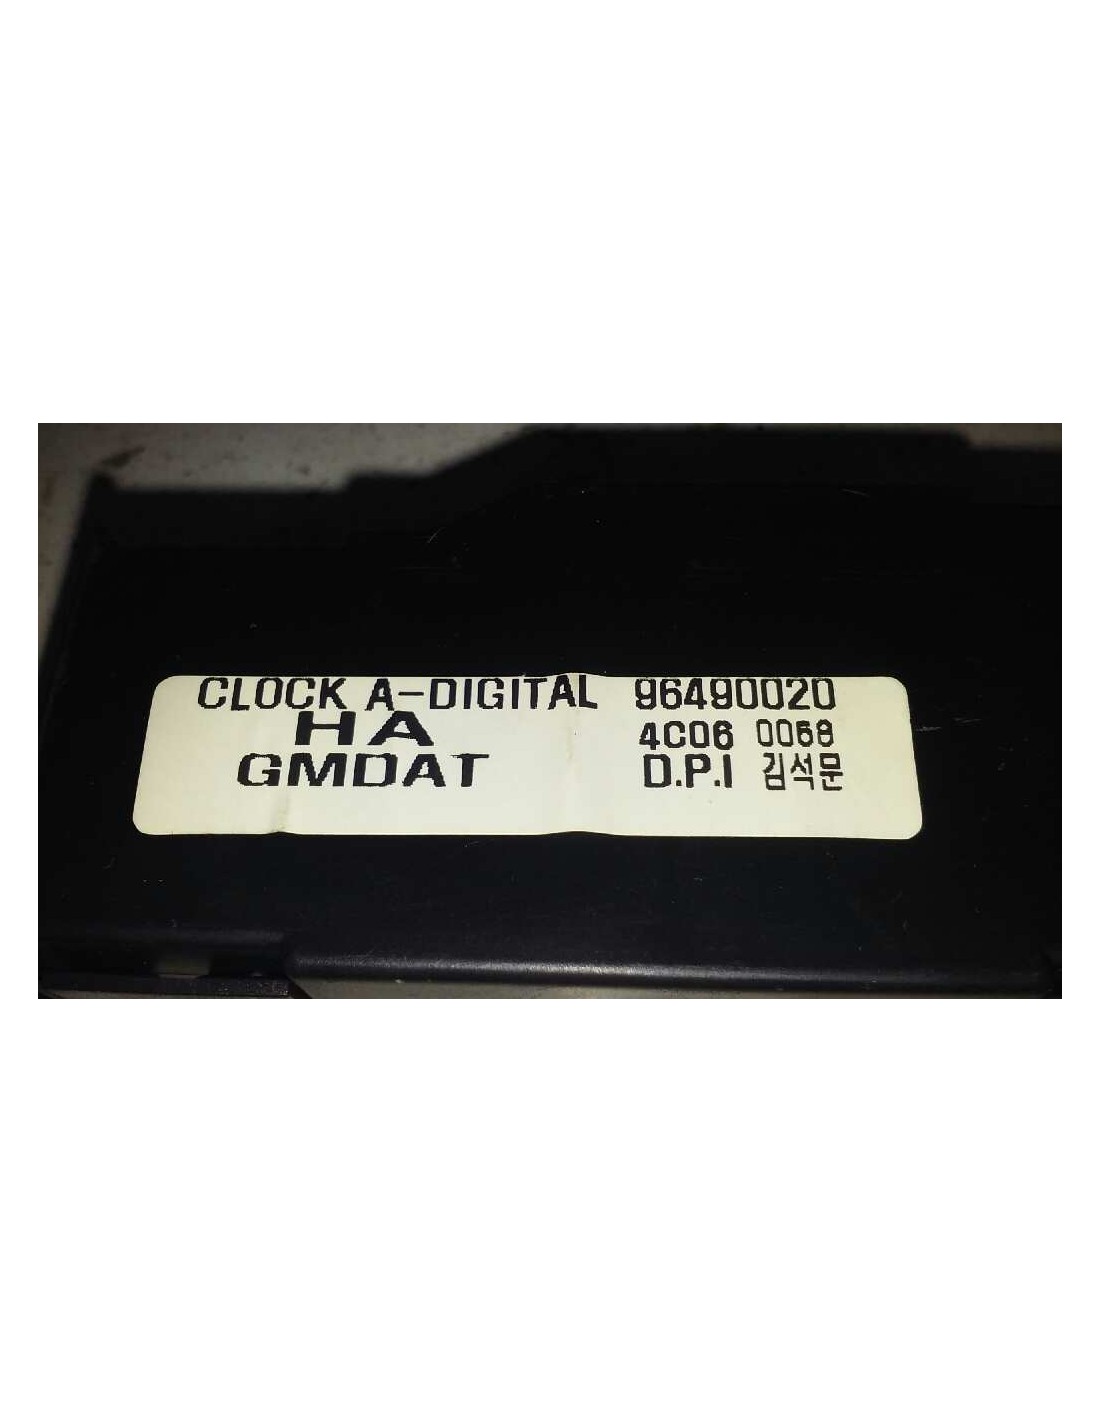 CLOCK A-DIGITAL 96490020
HA 4C06 0068
GMDAT D.P.I 김석문